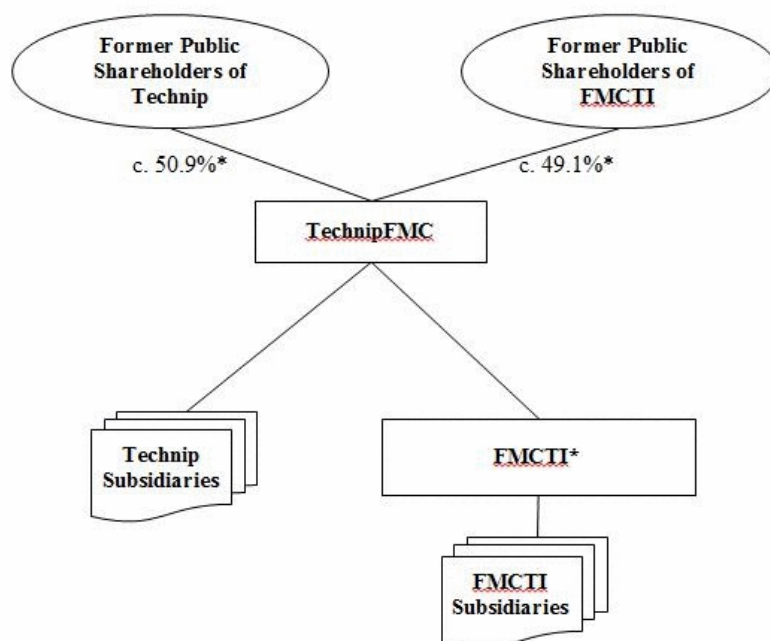 Former Public
Shareholders of
Technip
Former Public
Shareholders of
FMCTI
c. 50.9%*
c. 49.1%*
TechnipFMC
Technip
Subsidiaries
FMCTI*
FMCTI
Subsidiaries